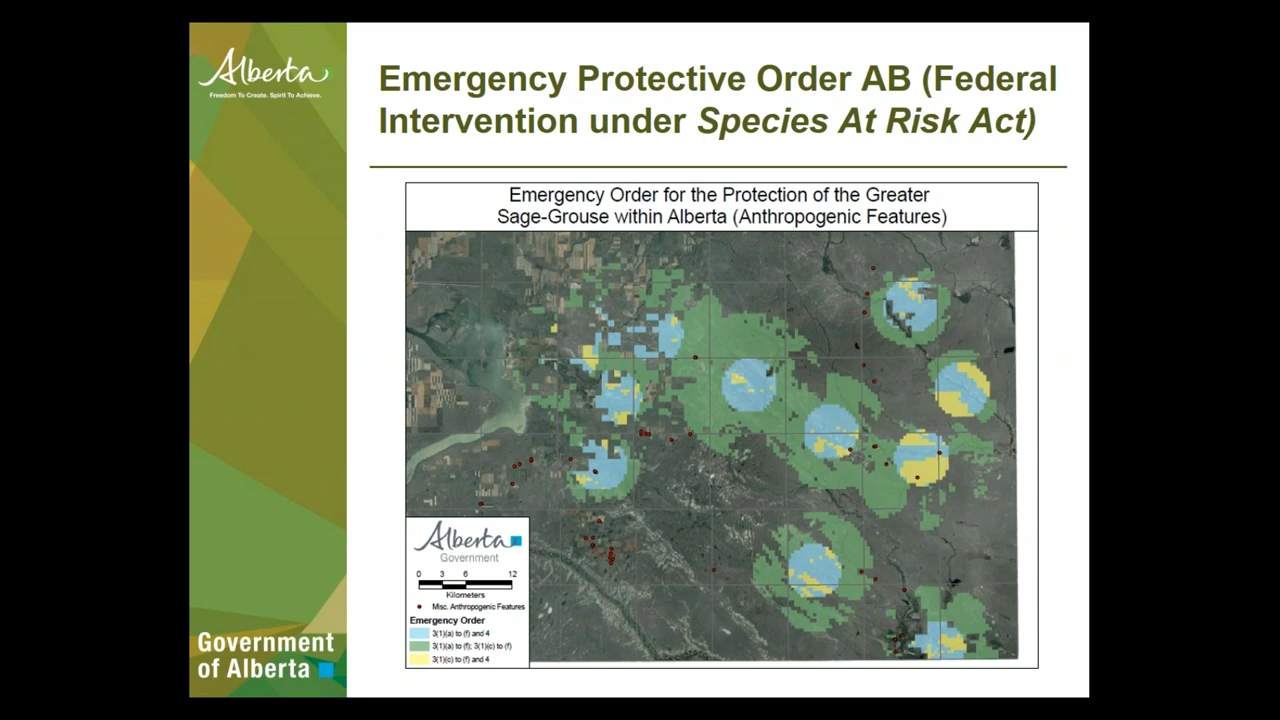 Alberta
Freedom To Create. Spirit To Achieve.
Emergency Protective Order AB (Federal
Intervention under Species At Risk Act)
Emergency Order for the Protection of the Greater
Sage-Grouse within Alberta (Anthropogenic Features)
Alberta
Government
0 3 6 12
Kilometers
Misc. Anthropogenic Features
Emergency Order
3(1)(a) to (f) and 4
3(1)(a) to (f); 3(1)(c) to (f)
3(1)(c) to (f) and 4
Government
of Alberta